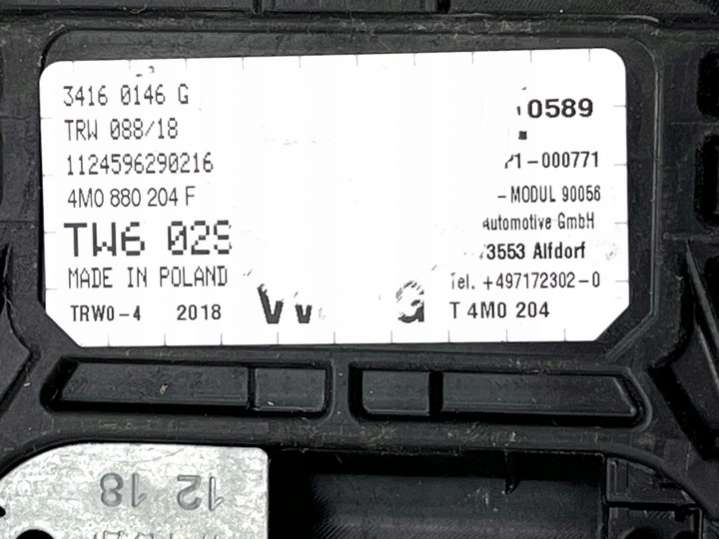 3416 0146 G
0589
TRW 088/18
1124596290216
-000771
4M0 880 204 F
-MODUL 90056
TW6 02S
Automotive GmbH
3553 Alfdorf
MADE IN POLAND
Tel. +497172302-0
TRW0-4 2018
G
T 4M0 204
12 18